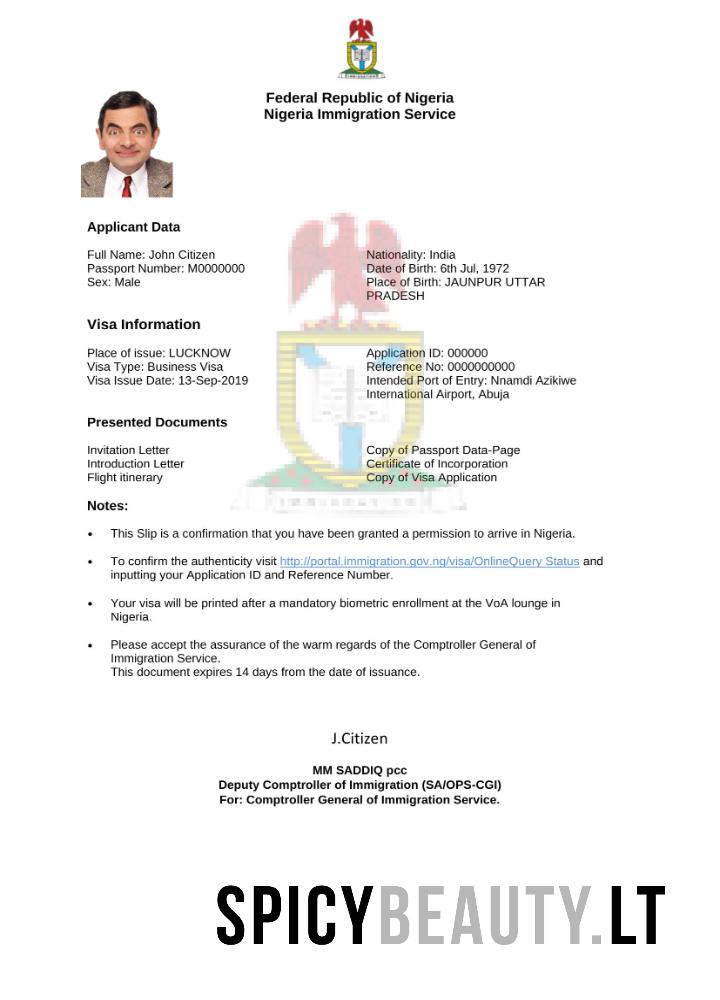 Federal Republic of Nigeria
Nigeria Immigration Service
Applicant Data
Full Name: John Citizen
Passport Number: M0000000
Sex: Male
Nationality: India
Date of Birth: 6th Jul, 1972
Place of Birth: JAUNPUR UTTAR
PRADESH
Visa Information
Place of issue: LUCKNOW
Visa Type: Business Visa
Visa Issue Date: 13-Sep-2019
Application ID: 000000
Reference No: 0000000000
Intended Port of Entry: Nnamdi Azikiwe
International Airport, Abuja
Presented Documents
Invitation Letter
Introduction Letter
Flight itinerary
Copy of Passport Data-Page
Certificate of Incorporation
Copy of Visa Application
Notes:
• This Slip is a confirmation that you have been granted a permission to arrive in Nigeria.
• To confirm the authenticity visit http://portal.immigration.gov.ng/visa/OnlineQuery Status and
inputting your Application ID and Reference Number.
• Your visa will be printed after a mandatory biometric enrollment at the VoA lounge in
Nigeria.
• Please accept the assurance of the warm regards of the Comptroller General of
Immigration Service.
This document expires 14 days from the date of issuance.
J.Citizen
MM SADDIQ pcc
Deputy Comptroller of Immigration (SA/OPS-CGI)
For: Comptroller General of Immigration Service.
SPICYBEAUTY.LT